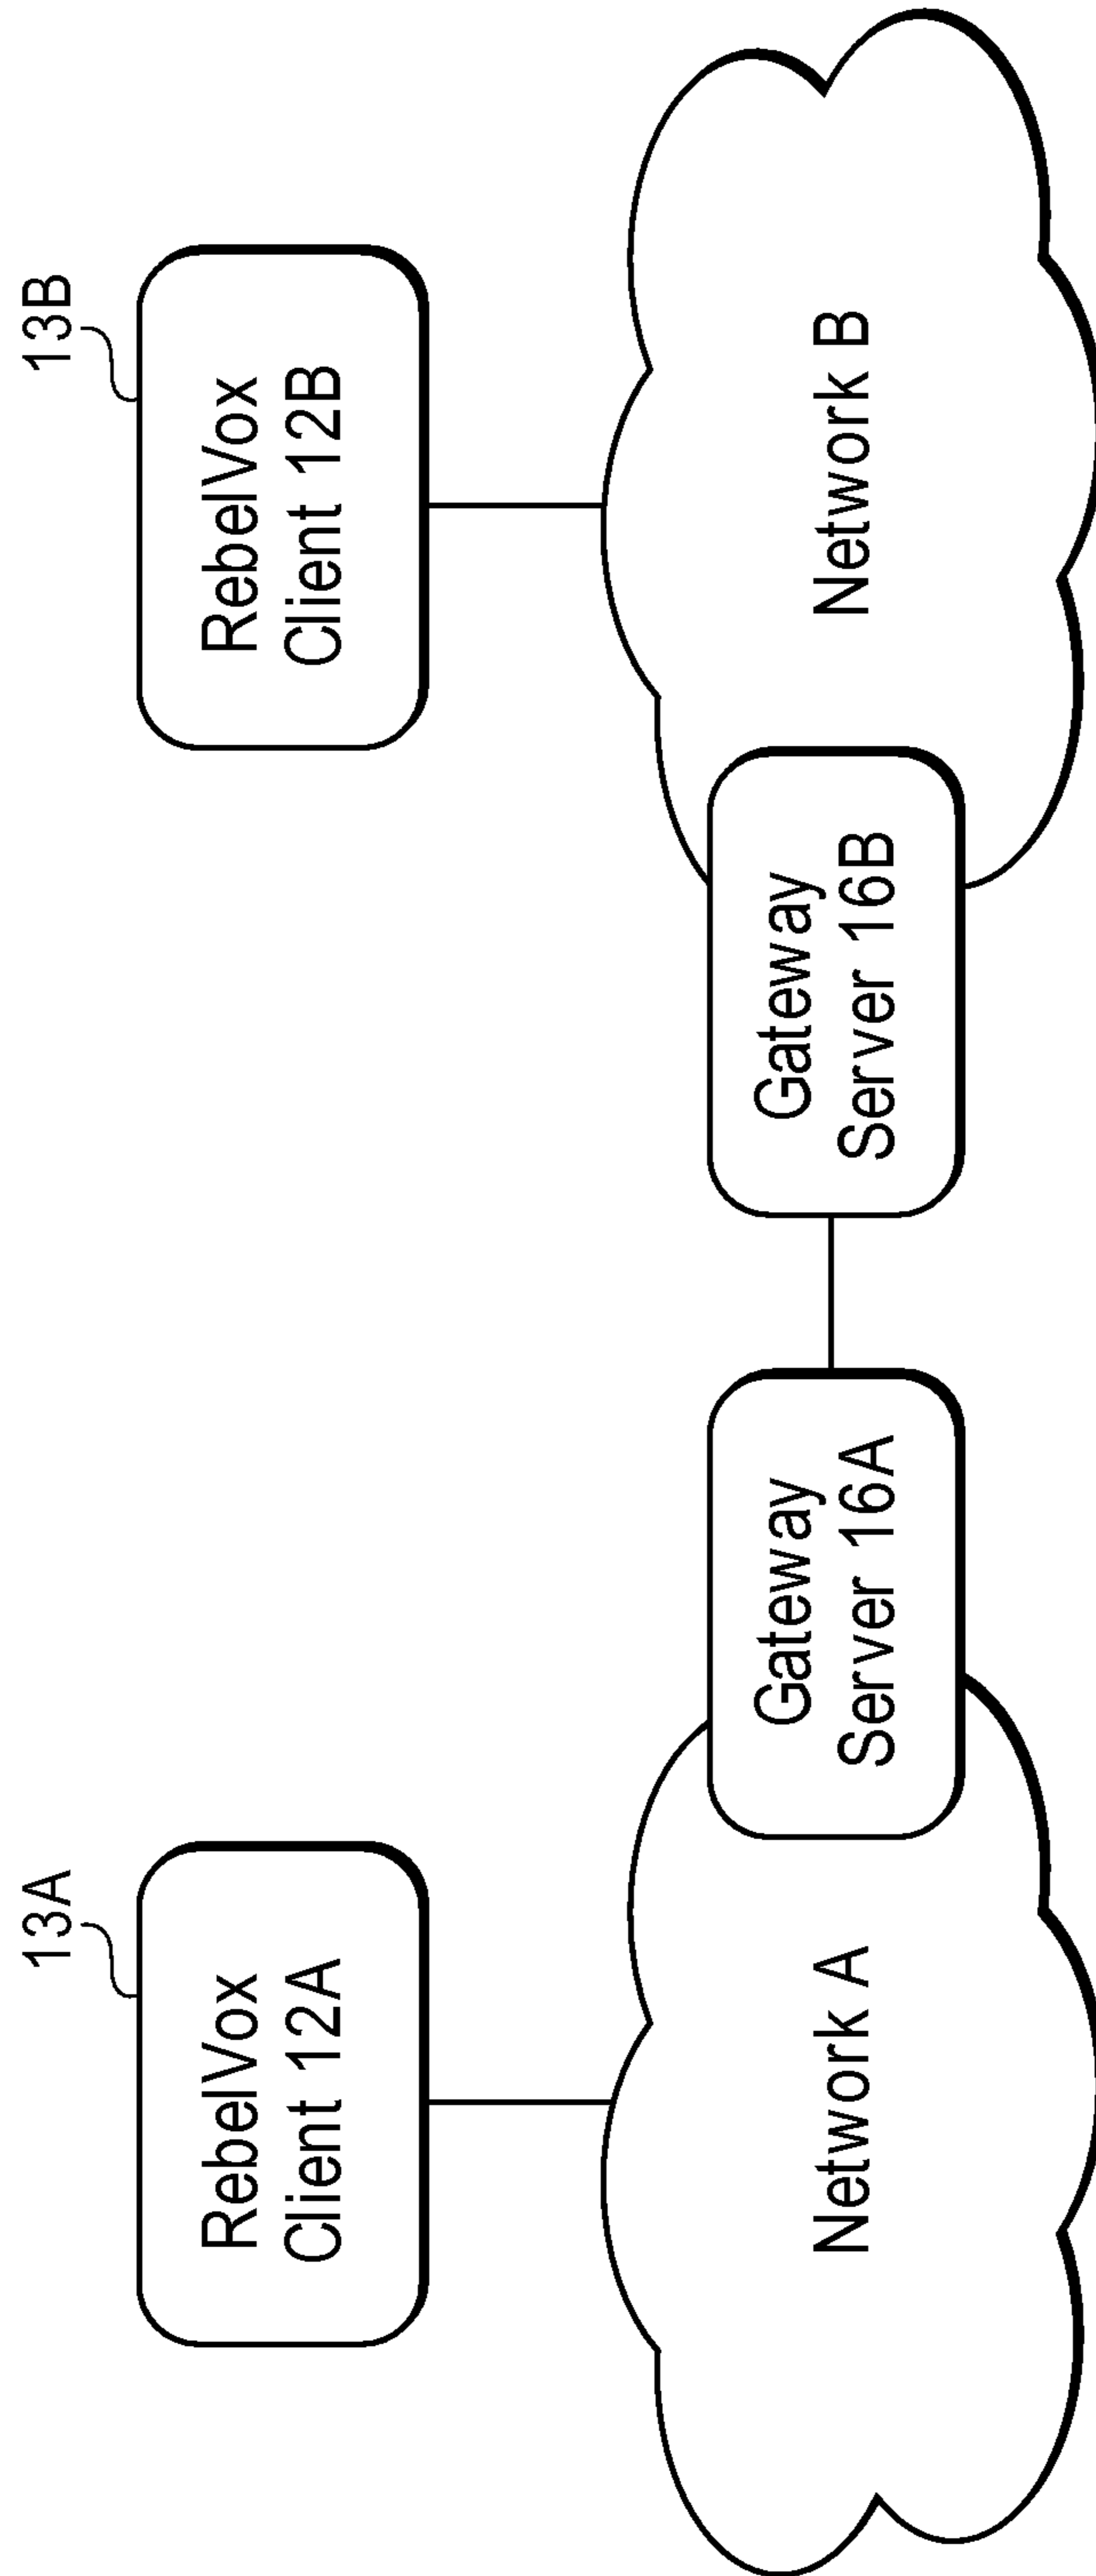 13A
RebelVox
Client 12A
13B
RebelVox
Client 12B
Network A
Gateway
Server 16A
Gateway
Server 16B
Network B